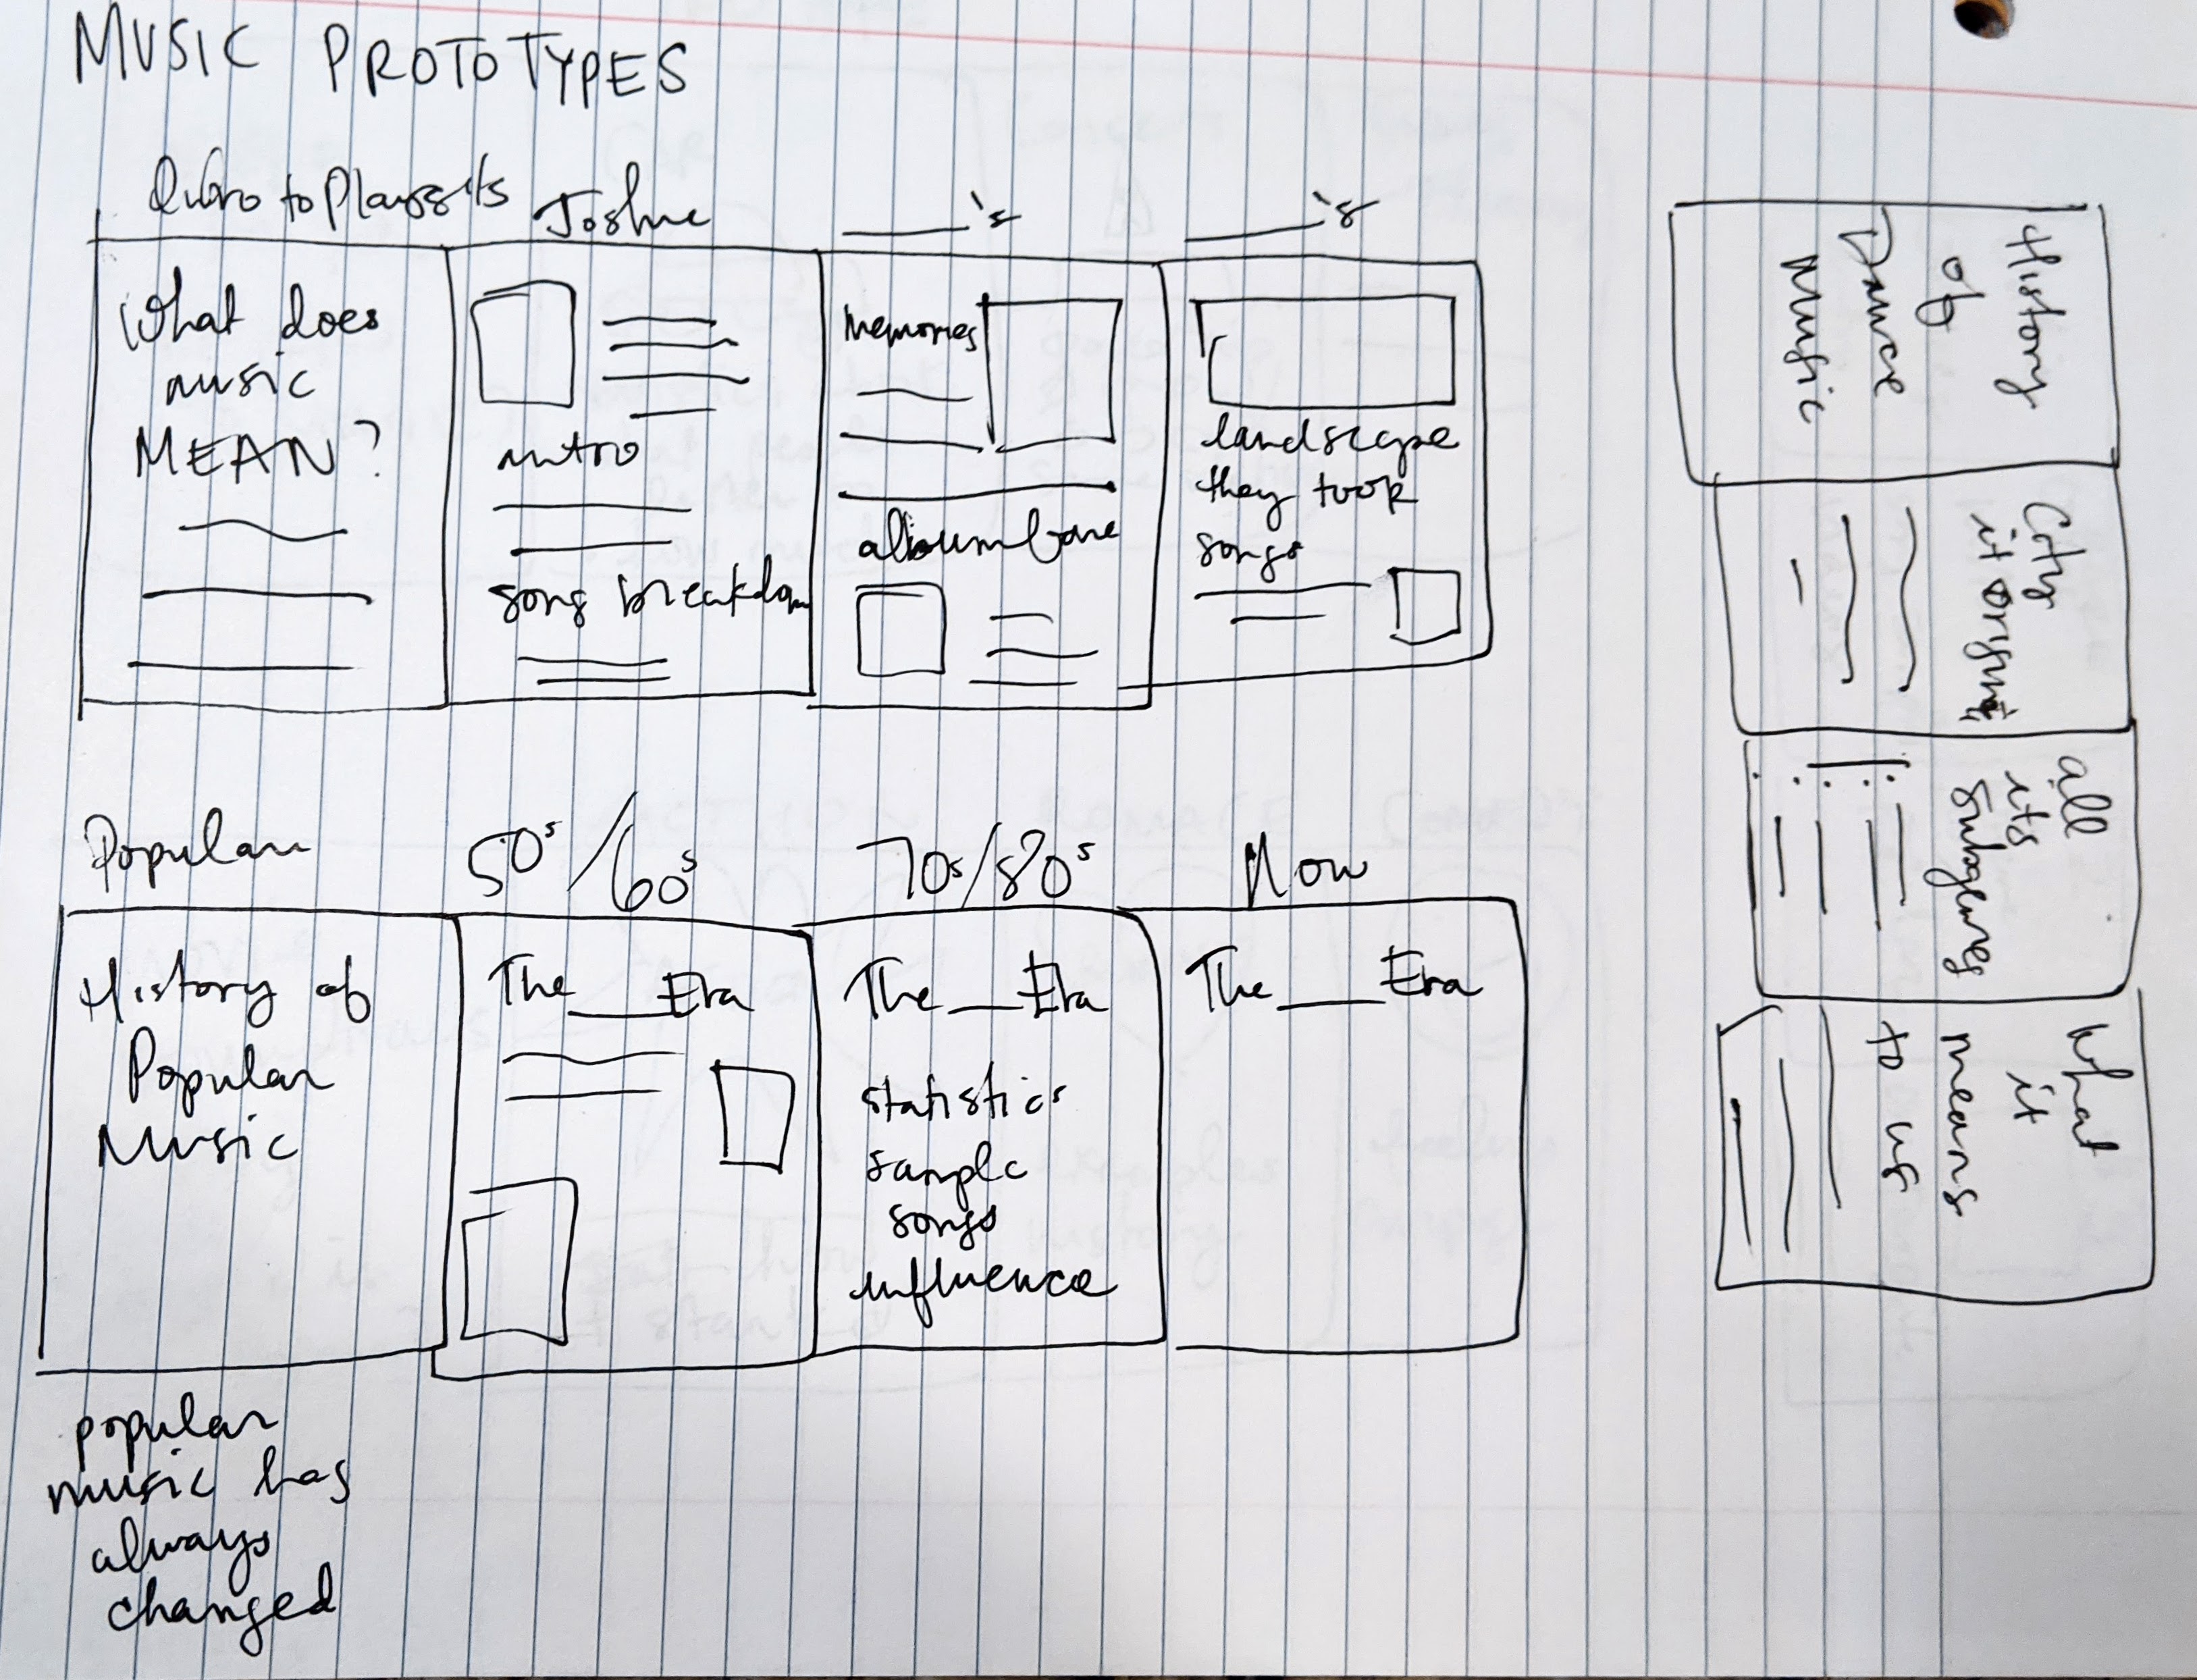 MUSIC PROTOTYPES
Intro to Playlists
Joshue
___'s
___'s
What does
music
MEAN?
intro
song breakdown
memories
album
landscape
they took
songs
Popular
50s/60s
70s/80s
Now
History of
Popular
Music
The ___ Era
The ___ Era
statistics
sample
songs
influence
The ___ Era
popular
music has
always
changed
History
of
Dance
Music
City
it
all
its
subgenres
What
it
means
to us